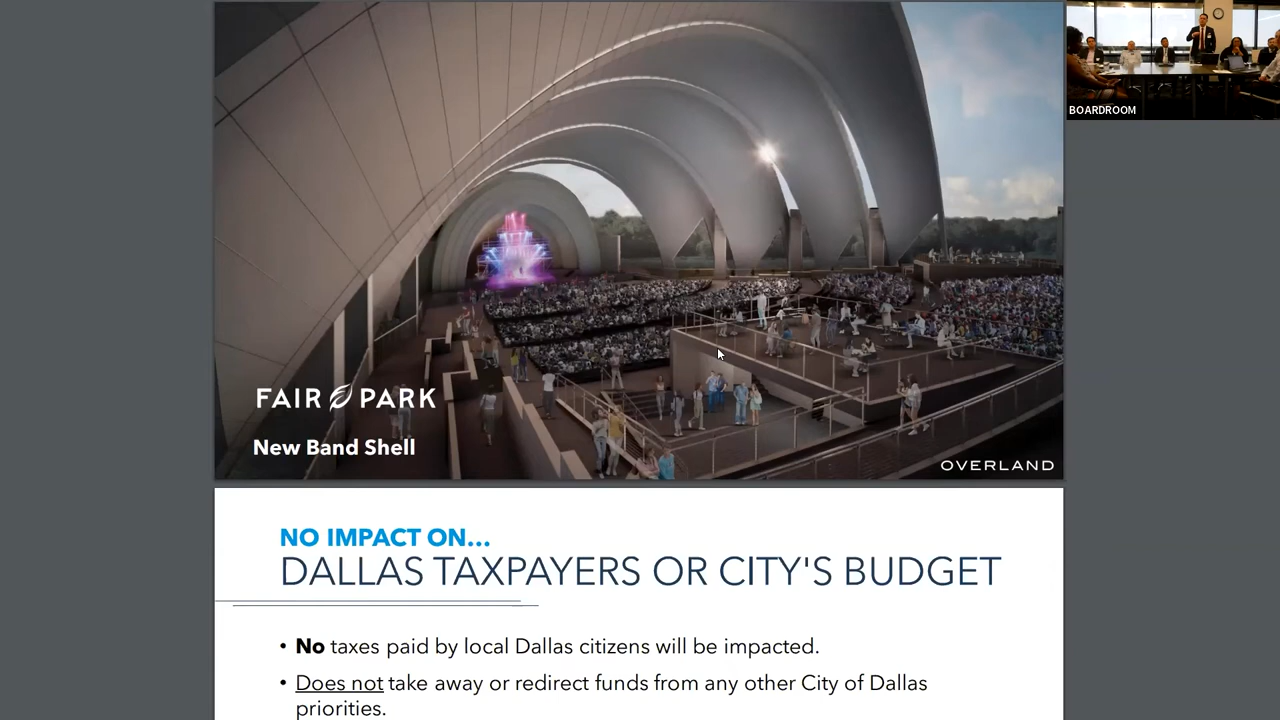 BOARDROOM
FAIR PARK
New Band Shell
OVERLAND
NO IMPACT ON...
DALLAS TAXPAYERS OR CITY'S BUDGET
• No taxes paid by local Dallas citizens will be impacted.
• Does not take away or redirect funds from any other City of Dallas
priorities.